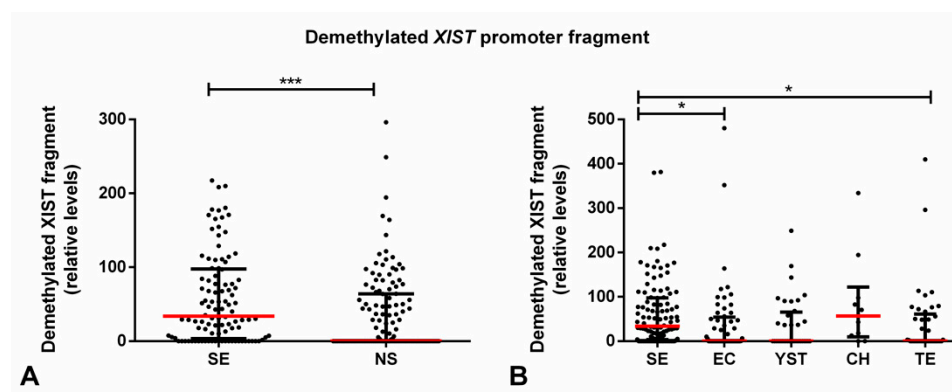 Demethylated XIST promoter fragment
Demethylated XIST fragment
(relative levels)
300
200
100
0
***
SE
NS
A
Demethylated XIST fragment
(relative levels)
500
400
300
200
100
0
*
*
SE
EC
YST
CH
TE
B